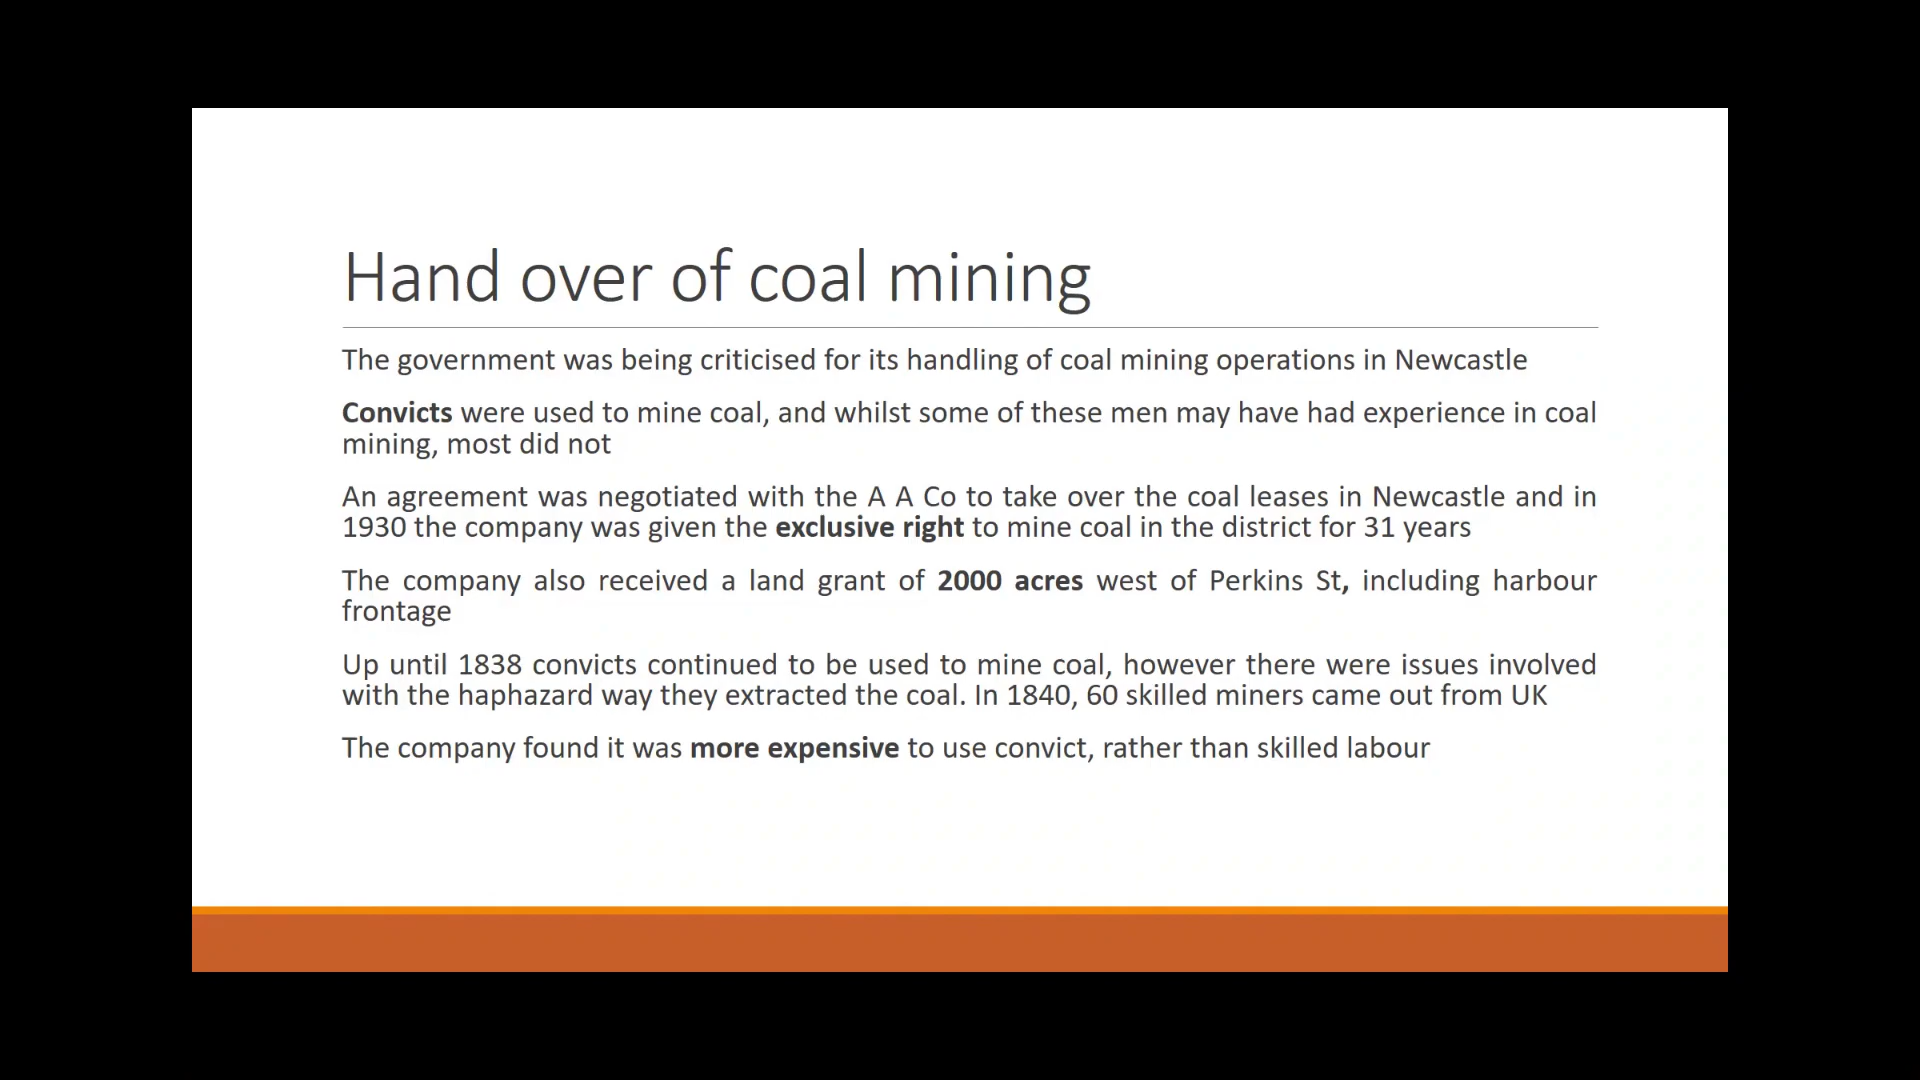 Hand over of coal mining
The government was being criticised for its handling of coal mining operations in Newcastle
Convicts were used to mine coal, and whilst some of these men may have had experience in coal
mining, most did not
An agreement was negotiated with the A A Co to take over the coal leases in Newcastle and in
1930 the company was given the exclusive right to mine coal in the district for 31 years
The company also received a land grant of 2000 acres west of Perkins St, including harbour
frontage
Up until 1838 convicts continued to be used to mine coal, however there were issues involved
with the haphazard way they extracted the coal. In 1840, 60 skilled miners came out from UK
The company found it was more expensive to use convict, rather than skilled labour